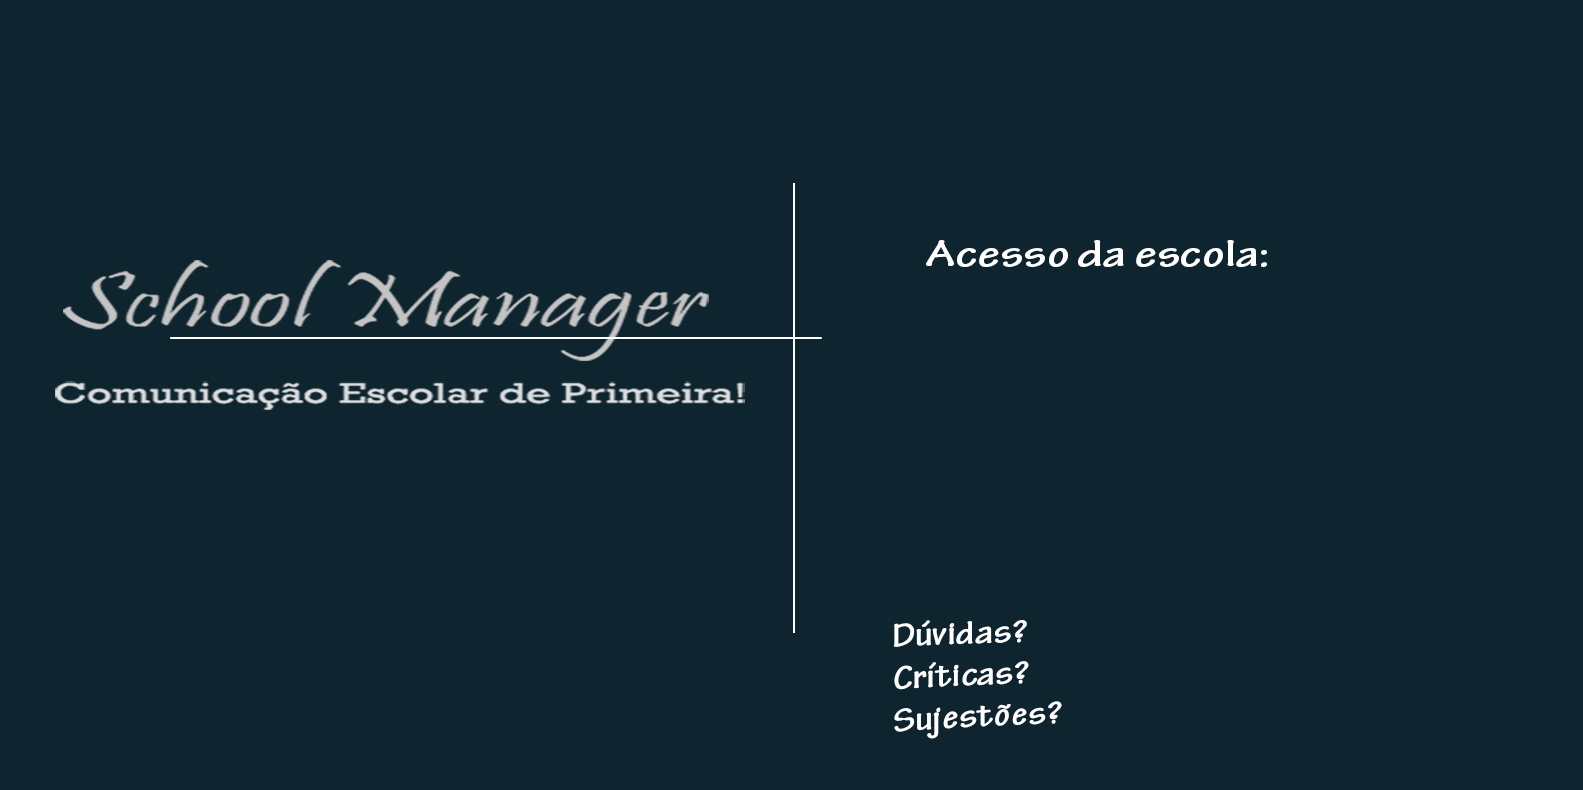 School Manager
Comunicação Escolar de Primeira!
Acesso da escola:
Dúvidas?
Críticas?
Sujestões?